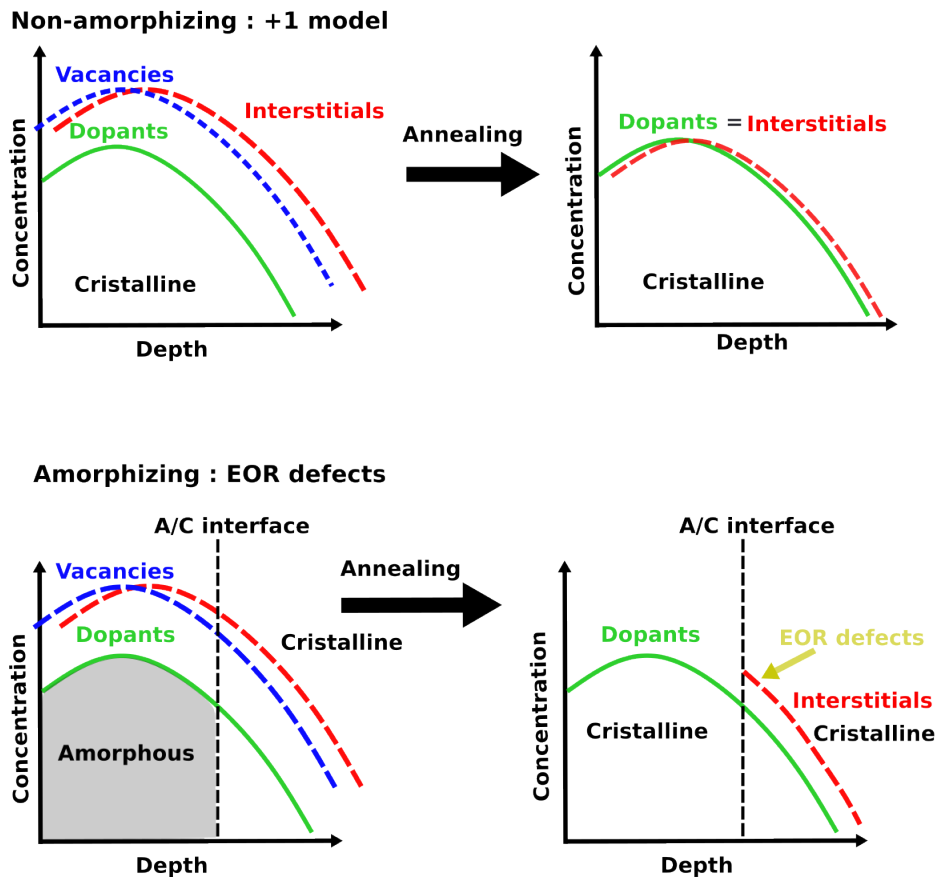 Non-amorphizing : +1 model
Vacancies
Interstitials
Dopants
Concentration
Cristalline
Depth
Annealing
Dopants = Interstitials
Concentration
Cristalline
Depth
Amorphizing : EOR defects
A/C interface
Vacancies
Dopants
Cristalline
Concentration
Amorphous
Depth
Annealing
A/C interface
Dopants
EOR defects
Interstitials
Cristalline
Cristalline
Concentration
Depth